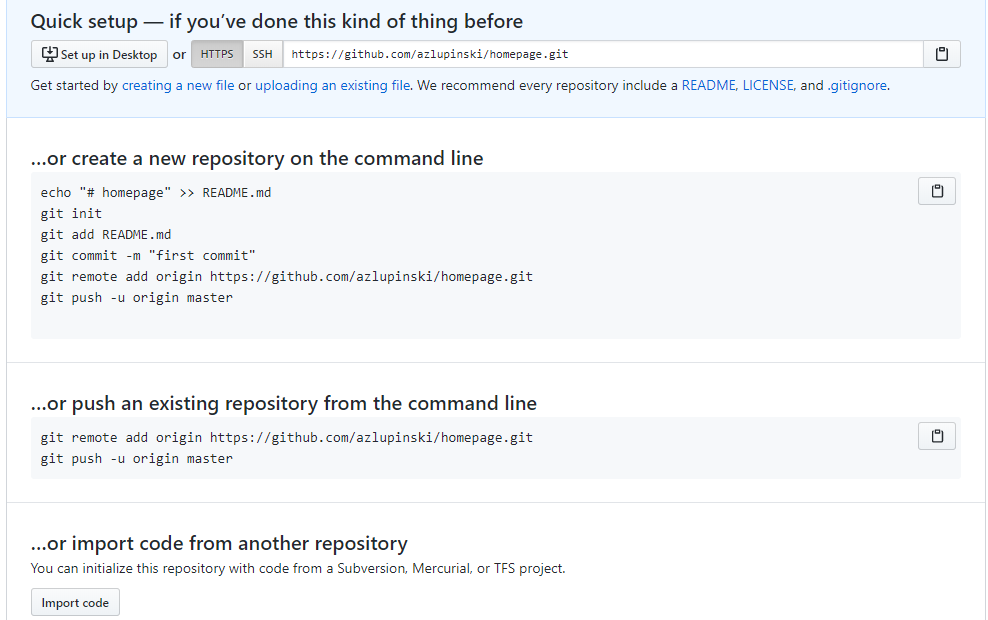 Quick setup — if you’ve done this kind of thing before
Set up in Desktop or HTTPS SSH https://github.com/azlupinski/homepage.git
Get started by creating a new file or uploading an existing file. We recommend every repository include a README, LICENSE, and .gitignore.
…or create a new repository on the command line
echo "# homepage" >> README.md
git init
git add README.md
git commit -m "first commit"
git remote add origin https://github.com/azlupinski/homepage.git
git push -u origin master
…or push an existing repository from the command line
git remote add origin https://github.com/azlupinski/homepage.git
git push -u origin master
…or import code from another repository
You can initialize this repository with code from a Subversion, Mercurial, or TFS project.
Import code